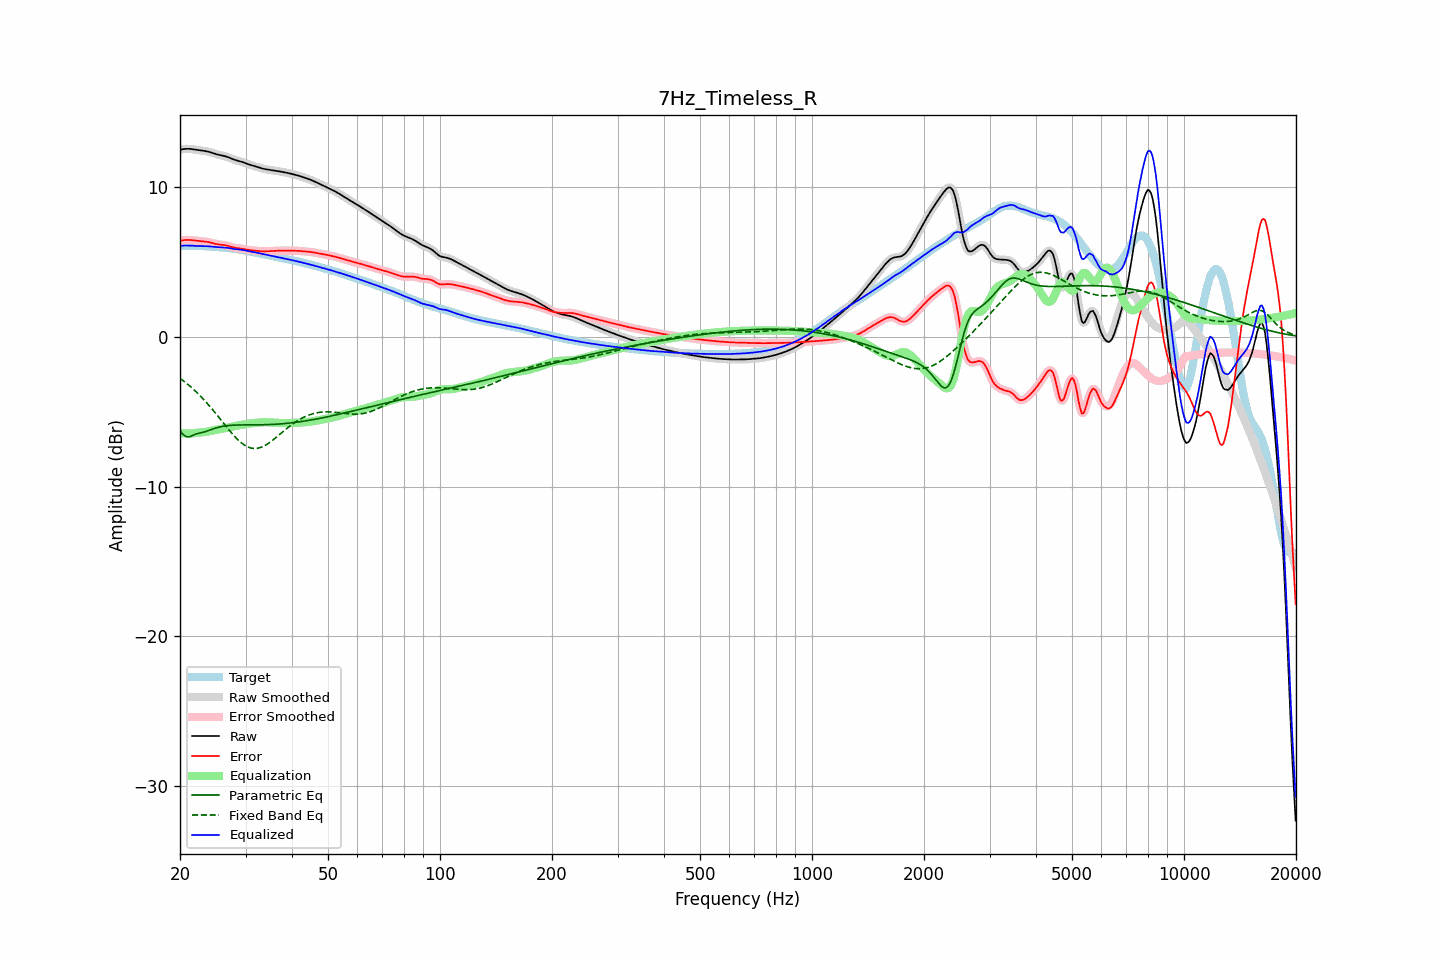 7Hz_Timeless_R
Amplitude (dBr)
10
0
−10
−20
−30
Target
Raw Smoothed
Error Smoothed
Raw
Error
Equalization
Parametric Eq
Fixed Band Eq
Equalized
20 50 100 200 500 1000 2000 5000 10000 20000
Frequency (Hz)